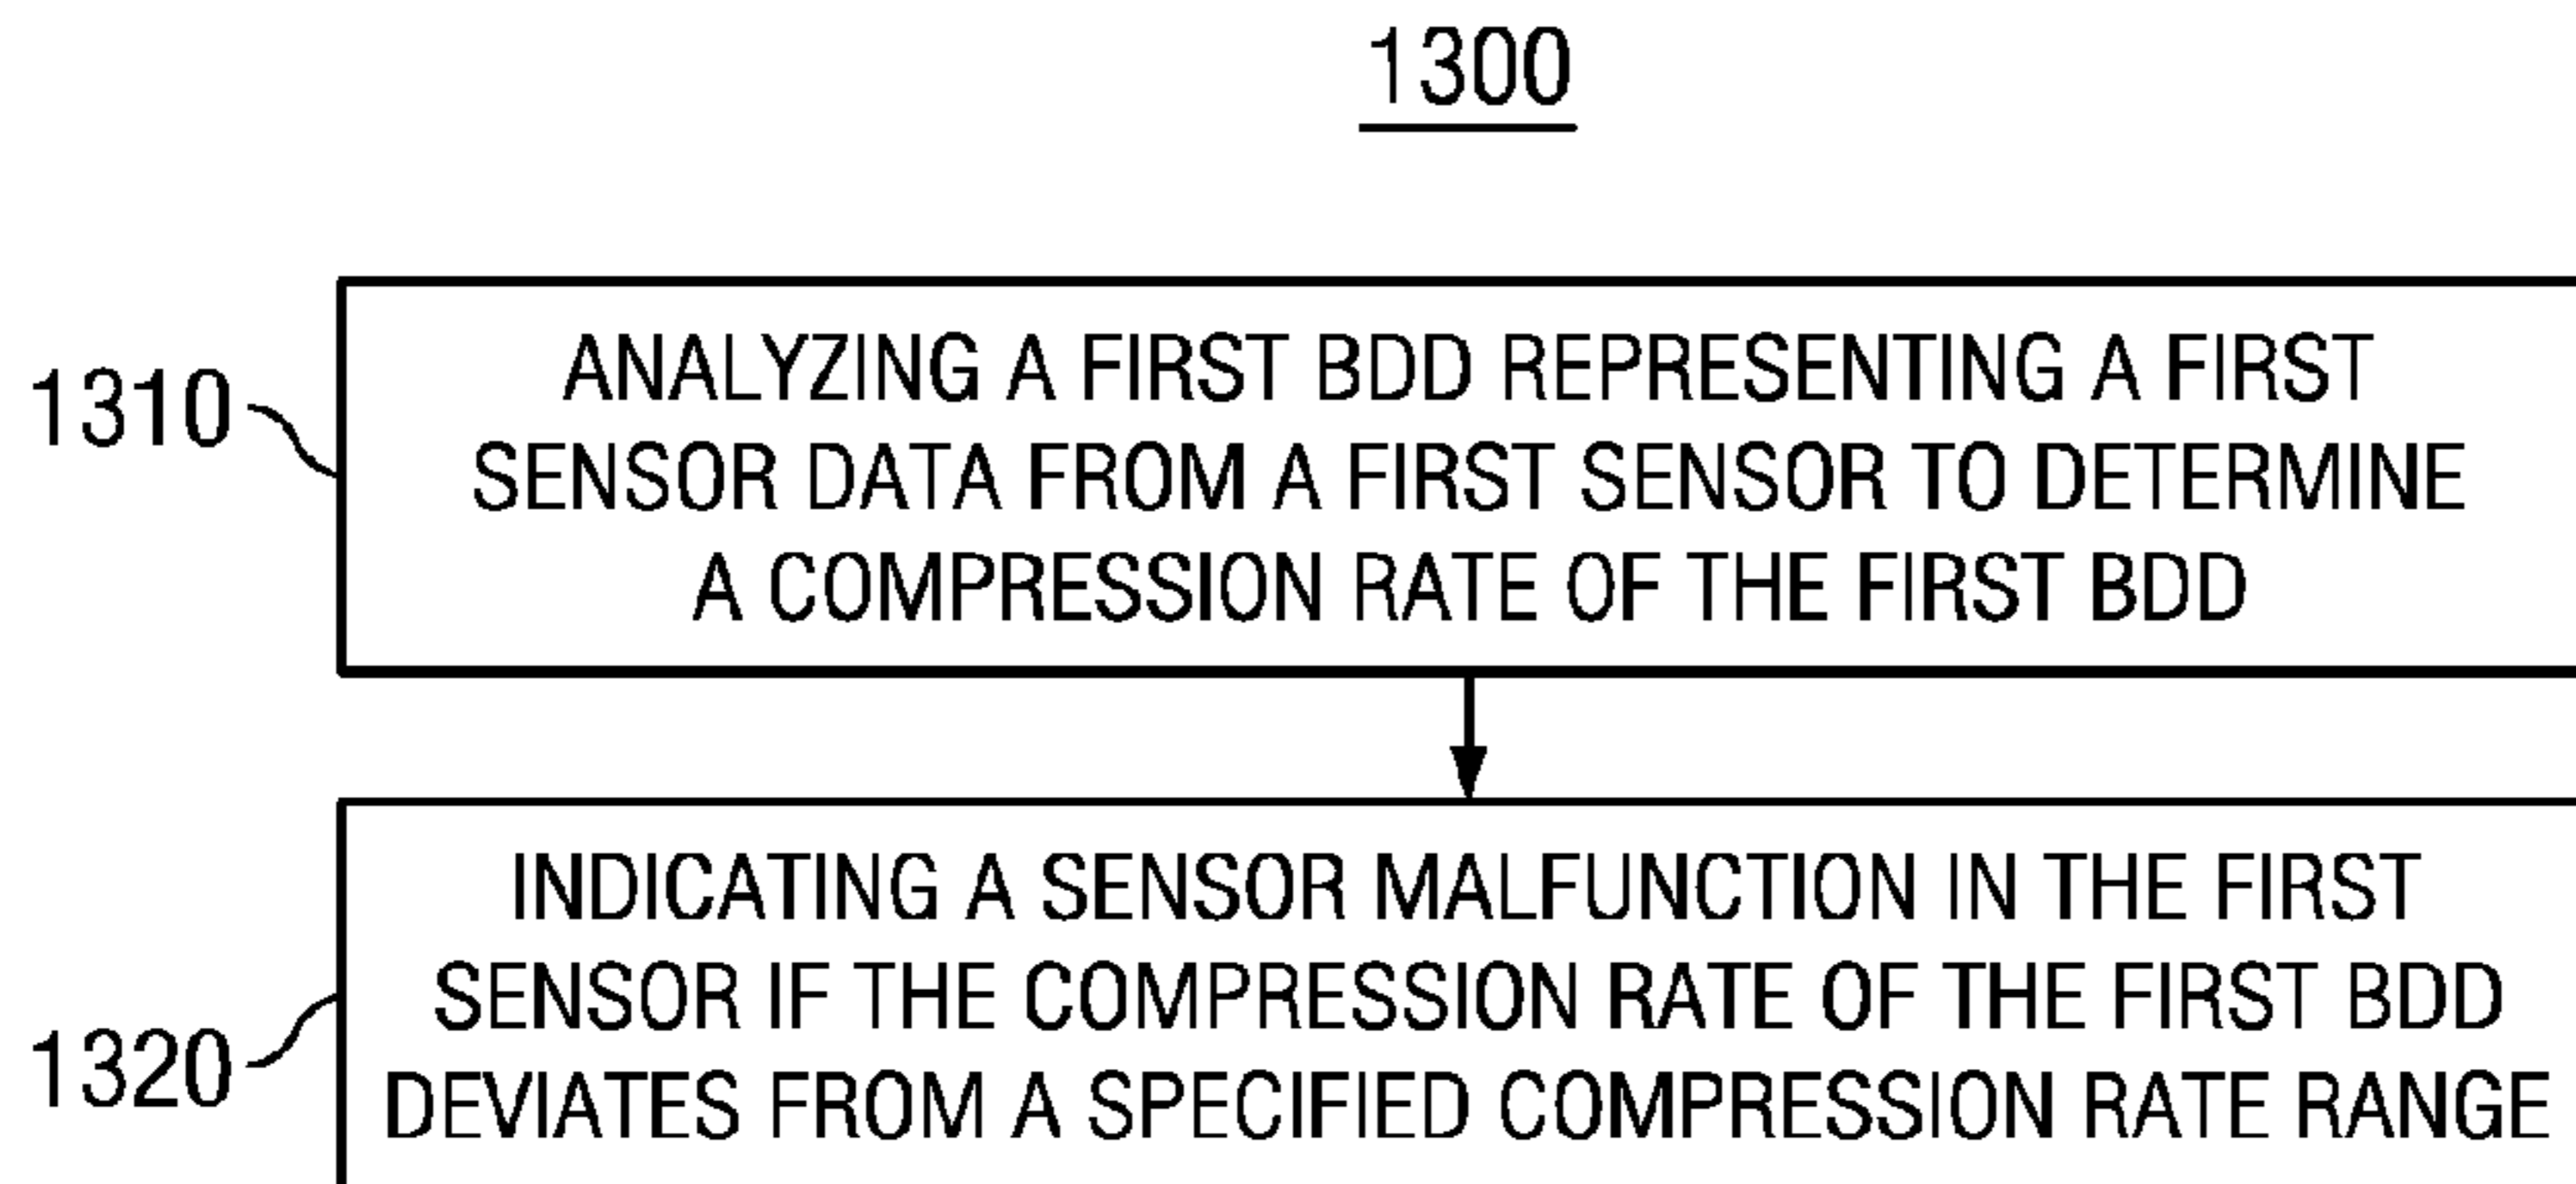 1300
1310
ANALYZING A FIRST BDD REPRESENTING A FIRST
SENSOR DATA FROM A FIRST SENSOR TO DETERMINE
A COMPRESSION RATE OF THE FIRST BDD
1320
INDICATING A SENSOR MALFUNCTION IN THE FIRST
SENSOR IF THE COMPRESSION RATE OF THE FIRST BDD
DEVIATES FROM A SPECIFIED COMPRESSION RATE RANGE